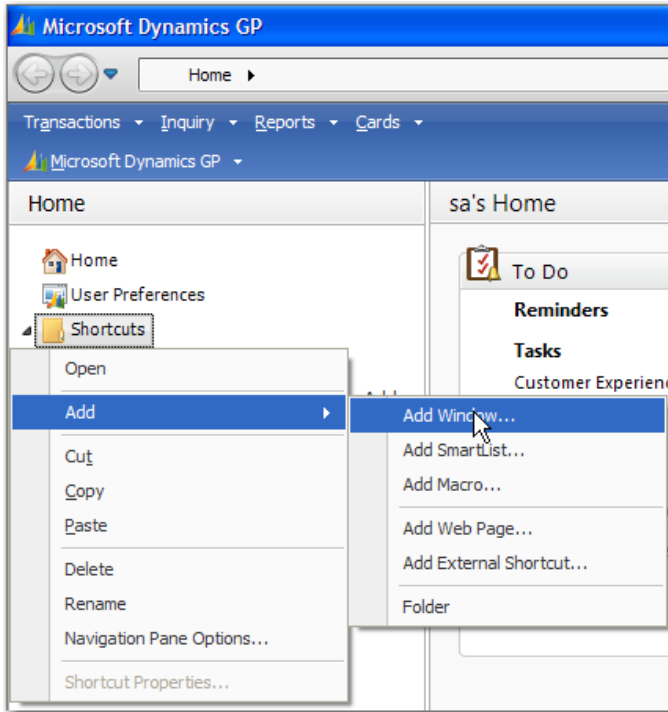 Microsoft Dynamics GP
Home
Transactions Inquiry Reports Cards
Microsoft Dynamics GP
Home
sa's Home
Home
User Preferences
Shortcuts
To Do
Reminders
Tasks
Customer Experien
Open
Add
Cut
Copy
Paste
Delete
Rename
Navigation Pane Options...
Shortcut Properties...
Add Window...
Add SmartList...
Add Macro...
Add Web Page...
Add External Shortcut...
Folder